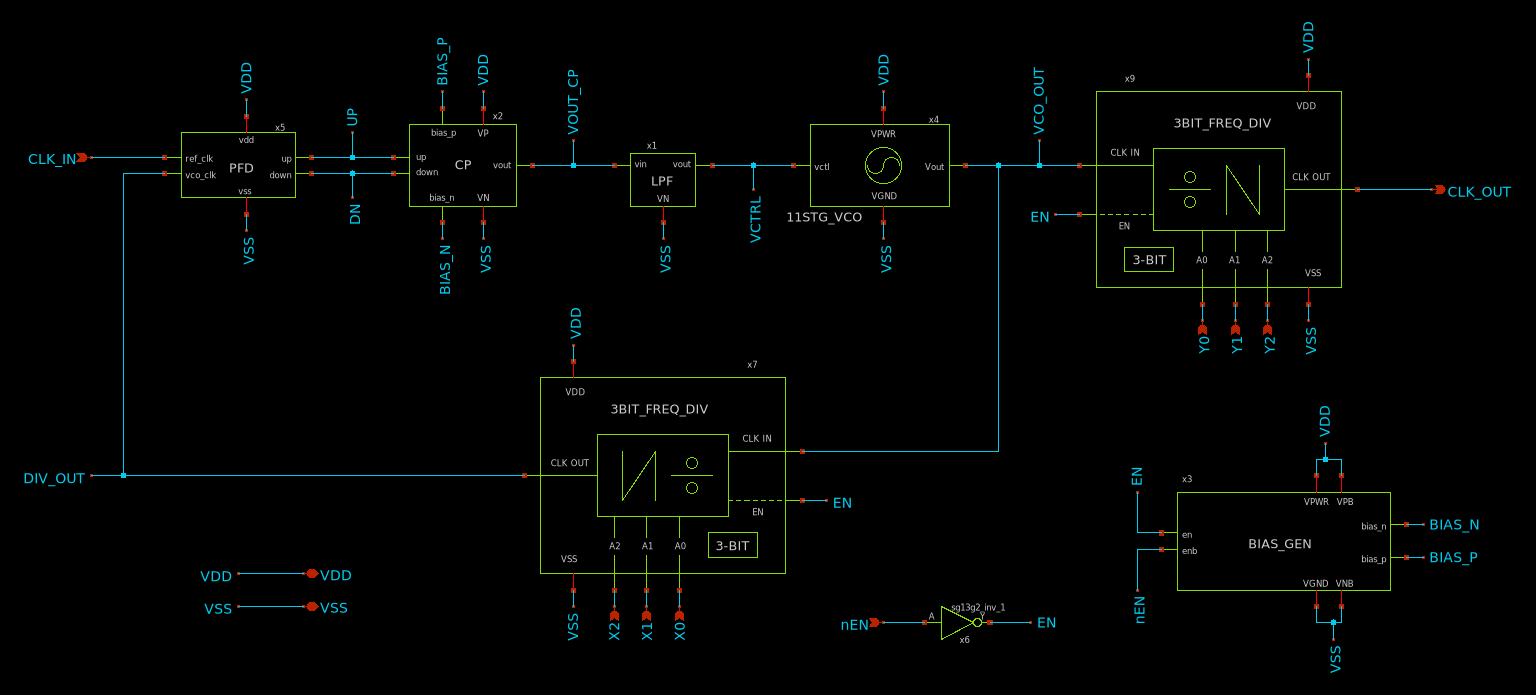 CLK_IN
VDD
x5
vdd
ref_clk
PFD
up
vco_clk
down
vss
VSS
UP
DN
BIAS_P
VDD
x2
bias_p
VP
up
CP
vout
down
bias_n
VN
BIAS_N
VSS
VOUT_CP
x1
vin
vout
LPF
VN
VSS
VCTRL
VDD
x4
VPWR
vctl
Vout
VGND
11STG_VCO
VSS
VCO_OUT
x9
VDD
VDD
3BIT_FREQ_DIV
CLK IN
CLK OUT
CLK_OUT
EN
EN
3-BIT
A0
A1
A2
VSS
Y0
Y1
Y2
VSS
VDD
x7
VDD
3BIT_FREQ_DIV
CLK IN
CLK OUT
DIV_OUT
EN
EN
3-BIT
A2
A1
A0
VSS
VSS
X2
X1
X0
VDD
VDD
VSS
VSS
nEN
A
sg13g2_inv_1
Y
x6
EN
VDD
EN
x3
VPWR
VPB
en
bias_n
BIAS_N
enb
BIAS_GEN
bias_p
BIAS_P
VGND
VNB
nEN
VSS